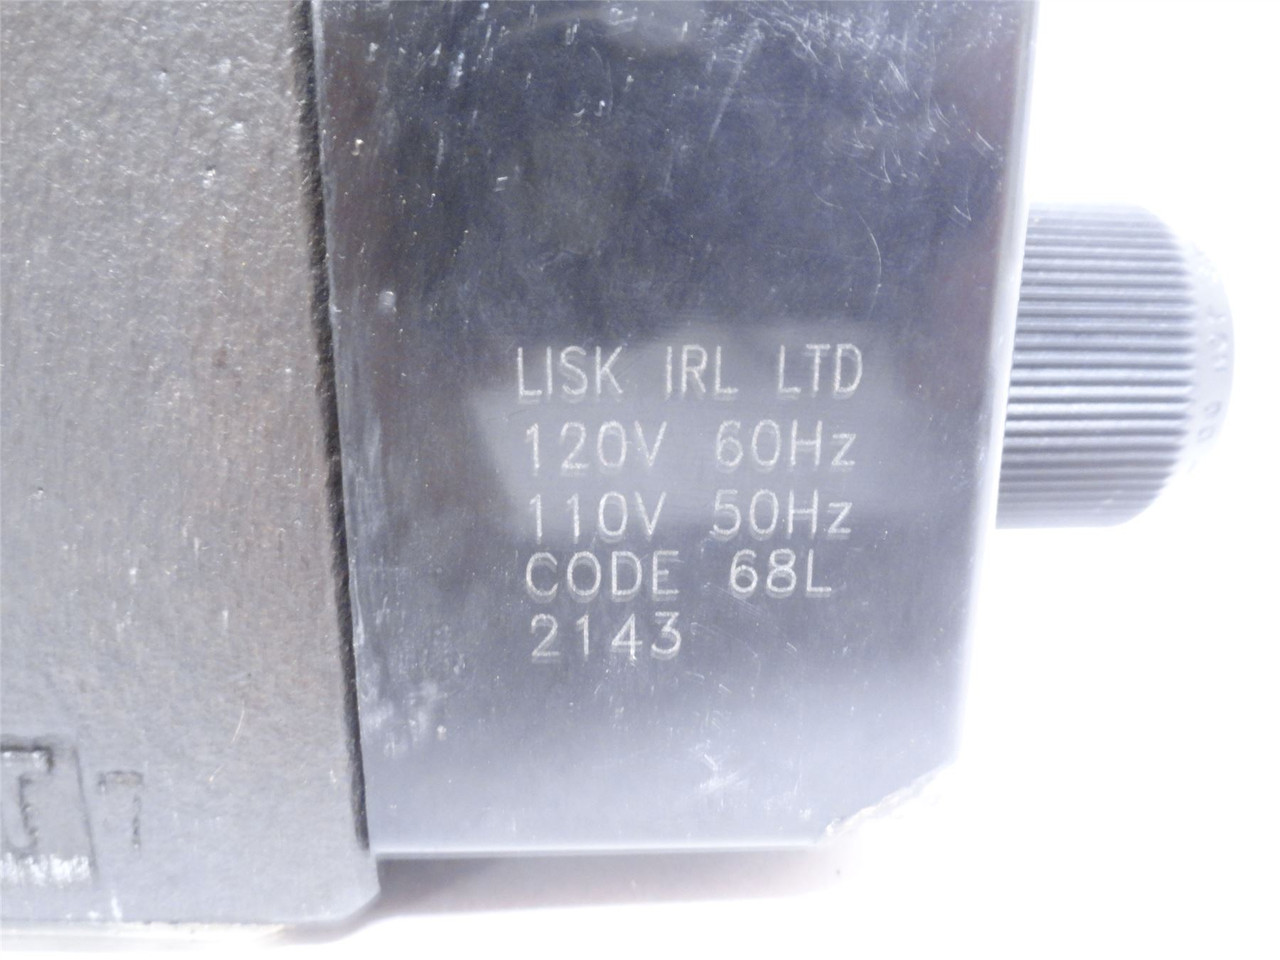 LISK IRL LTD
120V 60Hz
110V 50Hz
CODE 68L
2143